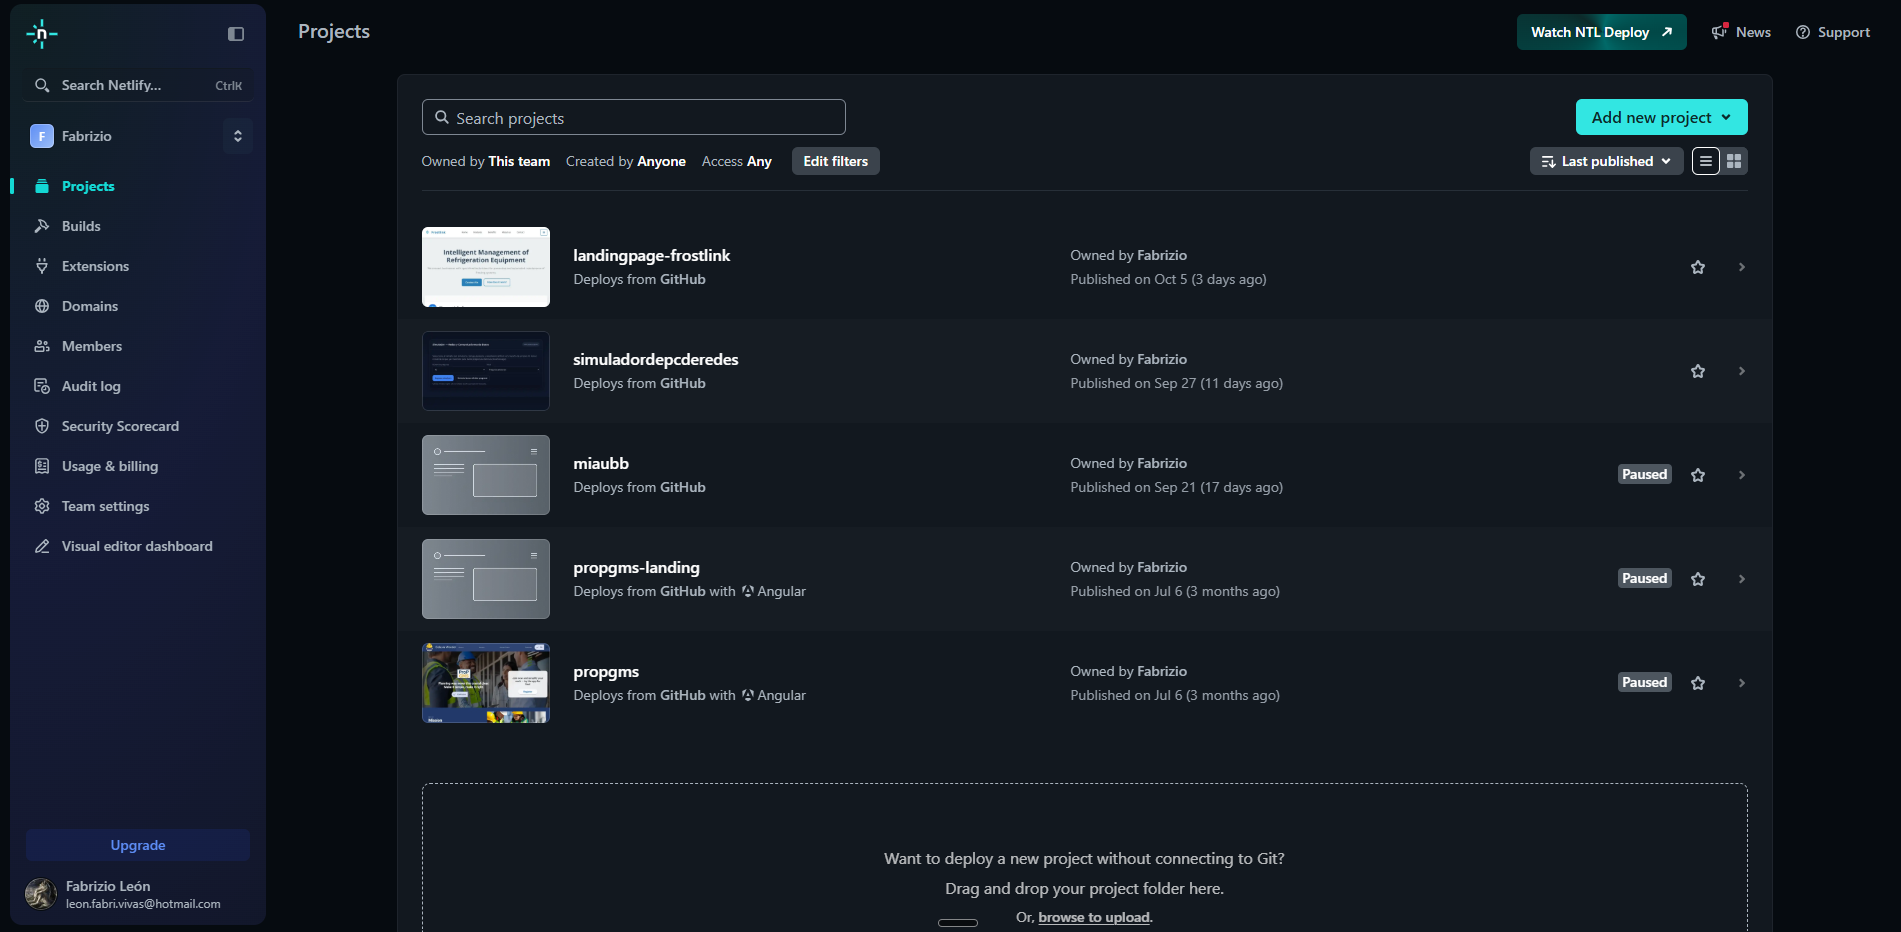 n
Search Netlify...
CtrlK
F
Fabrizio
Projects
Builds
Extensions
Domains
Members
Audit log
Security Scorecard
Usage & billing
Team settings
Visual editor dashboard
Upgrade
Fabrizio León
leon.fabri.vivas@hotmail.com
Projects
Watch NTL Deploy
News
Support
Search projects
Add new project
Owned by This team
Created by Anyone
Access Any
Edit filters
Last published
Intelligent Management of
Refrigeration Equipment
landingpage-frostlink
Deploys from GitHub
Owned by Fabrizio
Published on Oct 5 (3 days ago)
simuladordepcderedes
Deploys from GitHub
Owned by Fabrizio
Published on Sep 27 (11 days ago)
miaubb
Deploys from GitHub
Owned by Fabrizio
Published on Sep 21 (17 days ago)
Paused
propgms-landing
Deploys from GitHub with Angular
Owned by Fabrizio
Published on Jul 6 (3 months ago)
Paused
propgms
Deploys from GitHub with Angular
Owned by Fabrizio
Published on Jul 6 (3 months ago)
Paused
Want to deploy a new project without connecting to Git?
Drag and drop your project folder here.
Or, browse to upload.